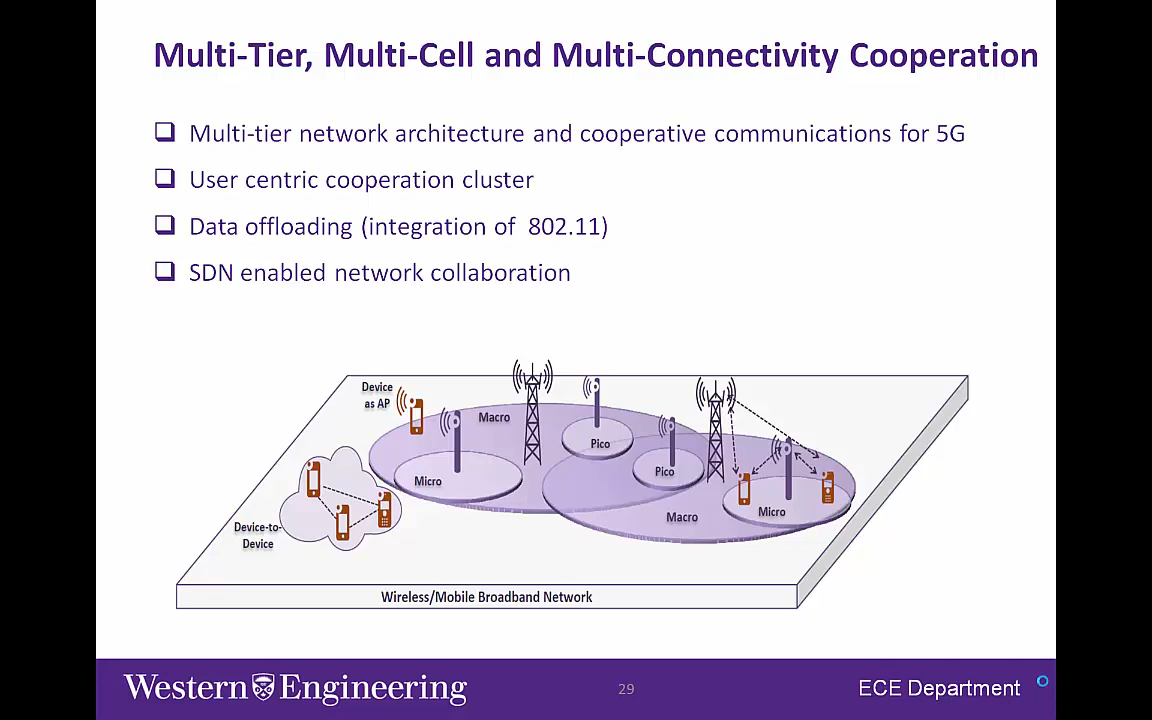 Multi-Tier, Multi-Cell and Multi-Connectivity Cooperation
Multi-tier network architecture and cooperative communications for 5G
User centric cooperation cluster
Data offloading (integration of 802.11)
SDN enabled network collaboration
Device
as AP
Macro
Pico
Micro
Pico
Macro
Micro
Device-to-
Device
Wireless/Mobile Broadband Network
Western Engineering
29
ECE Department